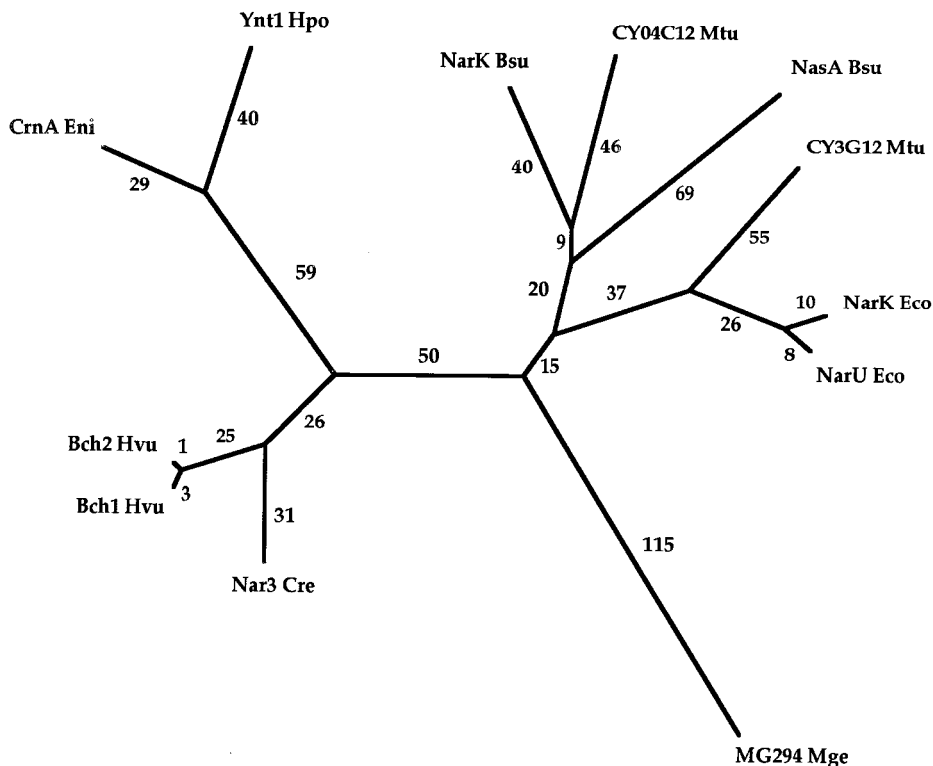 Ynt1 Hpo
CY04C12 Mtu
NarK Bsu
NasA Bsu
CrnA Eni
40
CY3G12 Mtu
46
40
29
69
55
9
59
20
37
10
NarK Eco
26
50
15
8
NarU Eco
26
25
Bch2 Hvu
1
3
Bch1 Hvu
31
115
Nar3 Cre
MG294 Mge